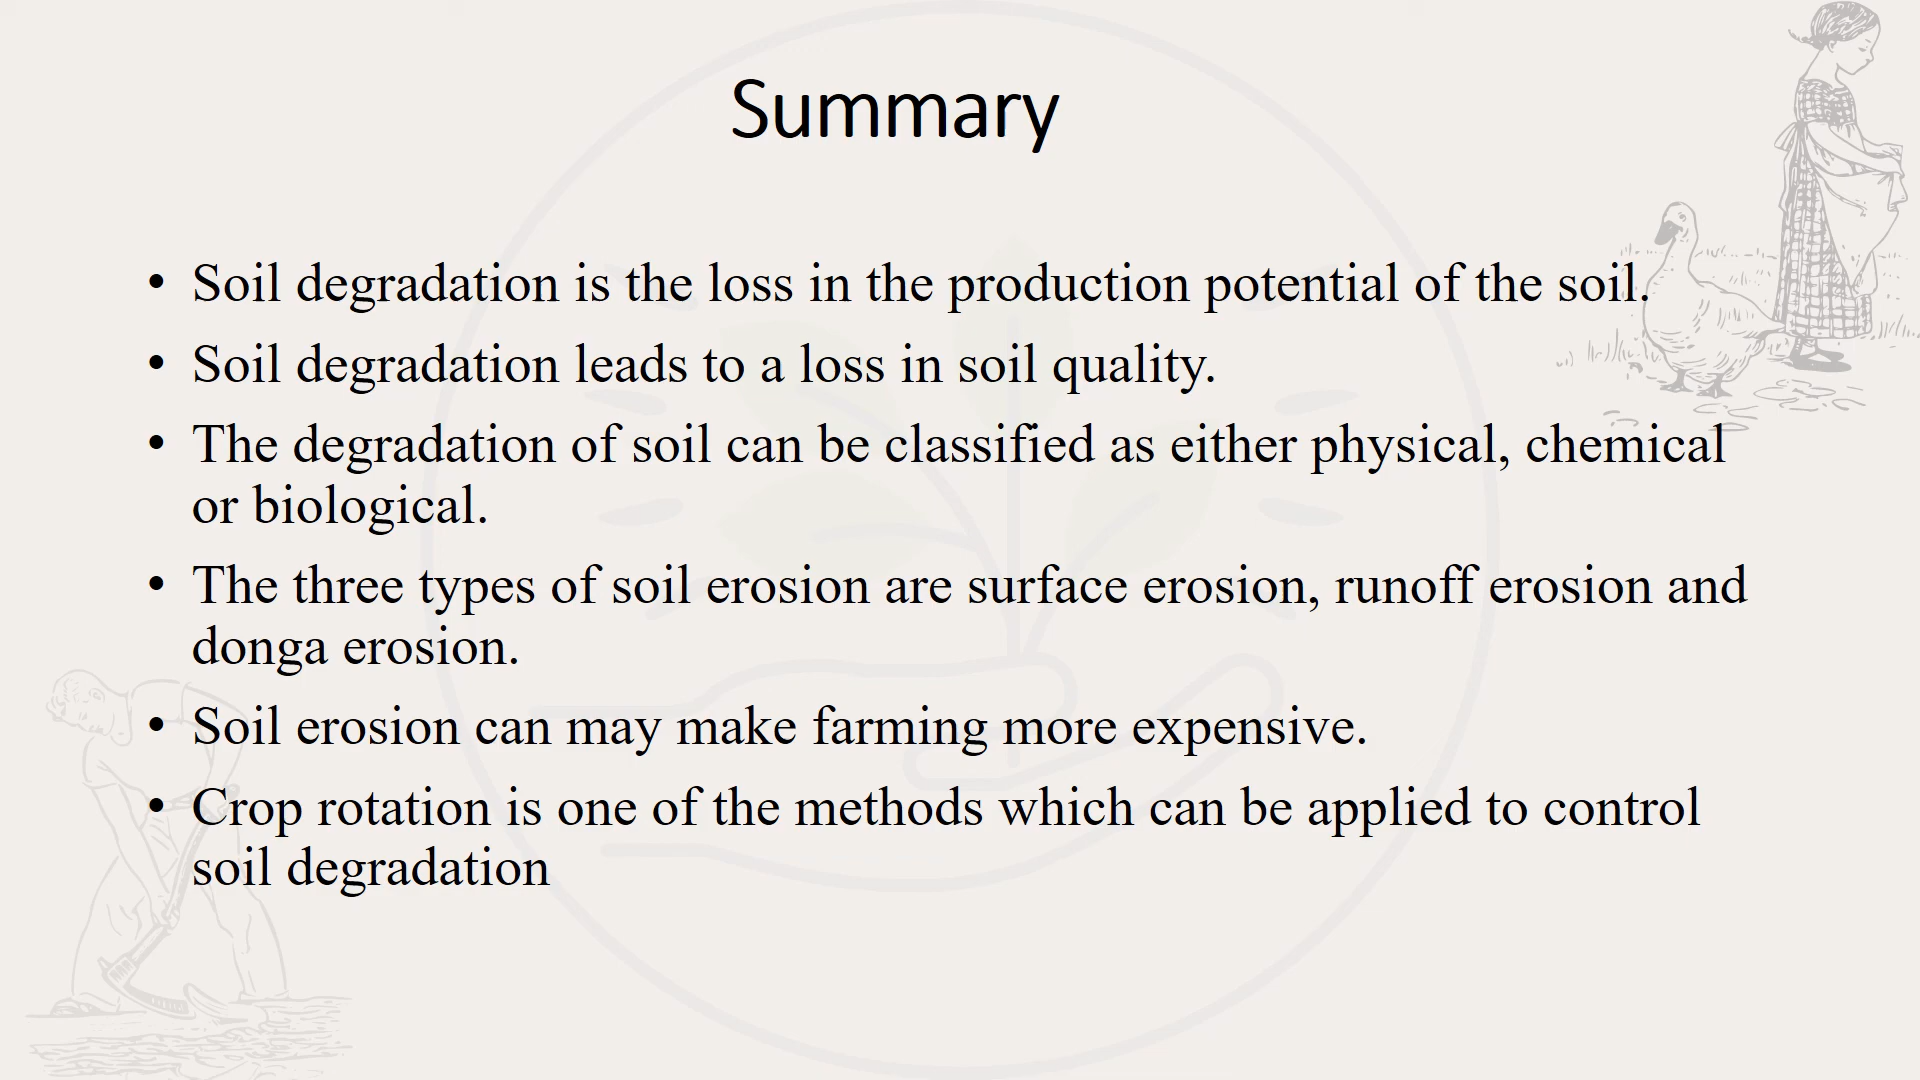 Summary
• Soil degradation is the loss in the production potential of the soil.
• Soil degradation leads to a loss in soil quality.
• The degradation of soil can be classified as either physical, chemical
or biological.
• The three types of soil erosion are surface erosion, runoff erosion and
donga erosion.
• Soil erosion can may make farming more expensive.
• Crop rotation is one of the methods which can be applied to control
soil degradation